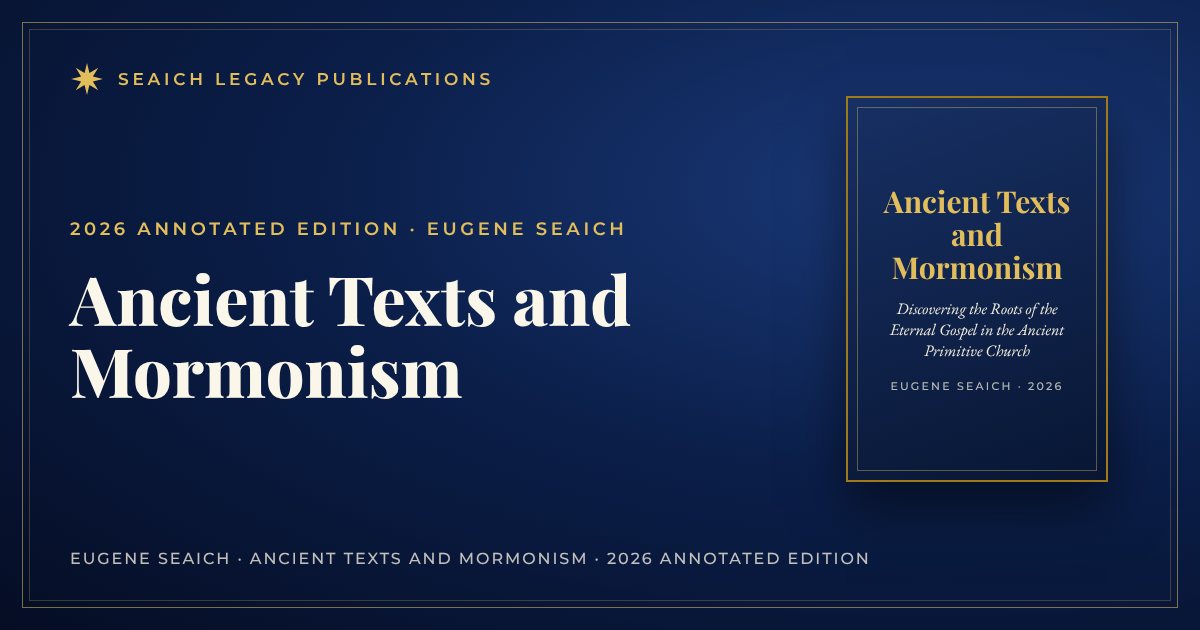 SEAICH LEGACY PUBLICATIONS
2026 ANNOTATED EDITION · EUGENE SEAICH
Ancient Texts and
Mormonism
Ancient Texts
and
Mormonism
Discovering the Roots of the
Eternal Gospel in the Ancient
Primitive Church
EUGENE SEAICH · 2026
EUGENE SEAICH · ANCIENT TEXTS AND MORMONISM · 2026 ANNOTATED EDITION